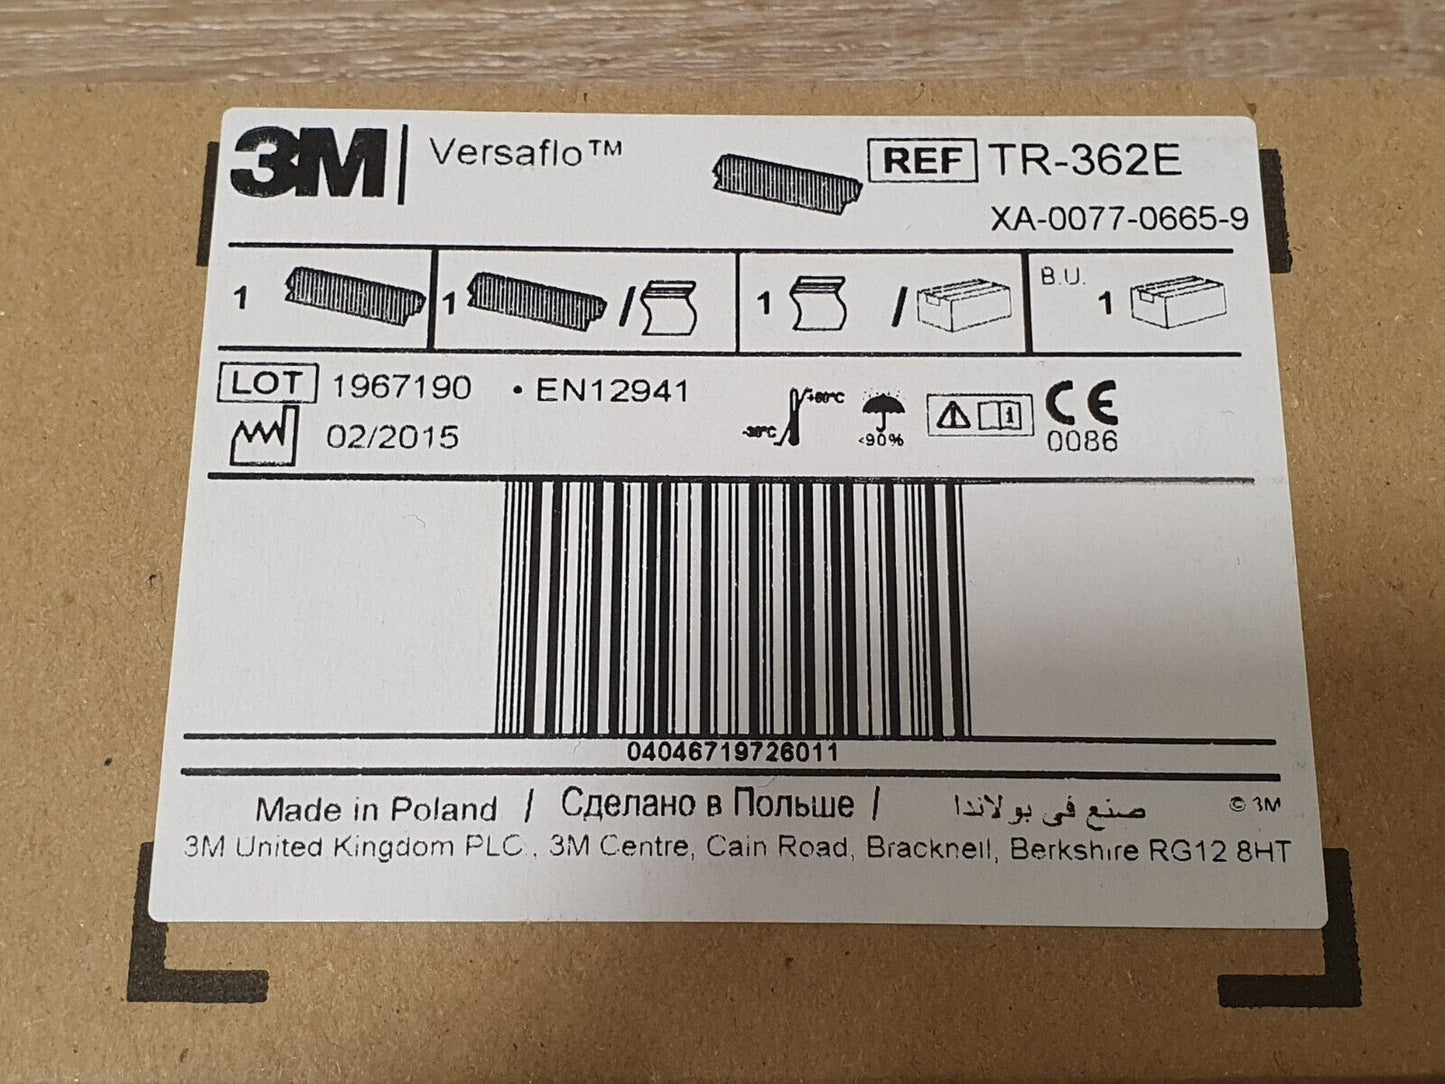 3M Versaflo™ REF TR-362E
XA-0077-0665-9
1 1 / 1 / B.U. 1
LOT 1967190 • EN12941
02/2015
-30°C +60°C <90% CE 0086
04046719726011
Made in Poland / Сделано в Польше / صنع في بولاندا © 3M
3M United Kingdom PLC., 3M Centre, Cain Road, Bracknell, Berkshire RG12 8HT